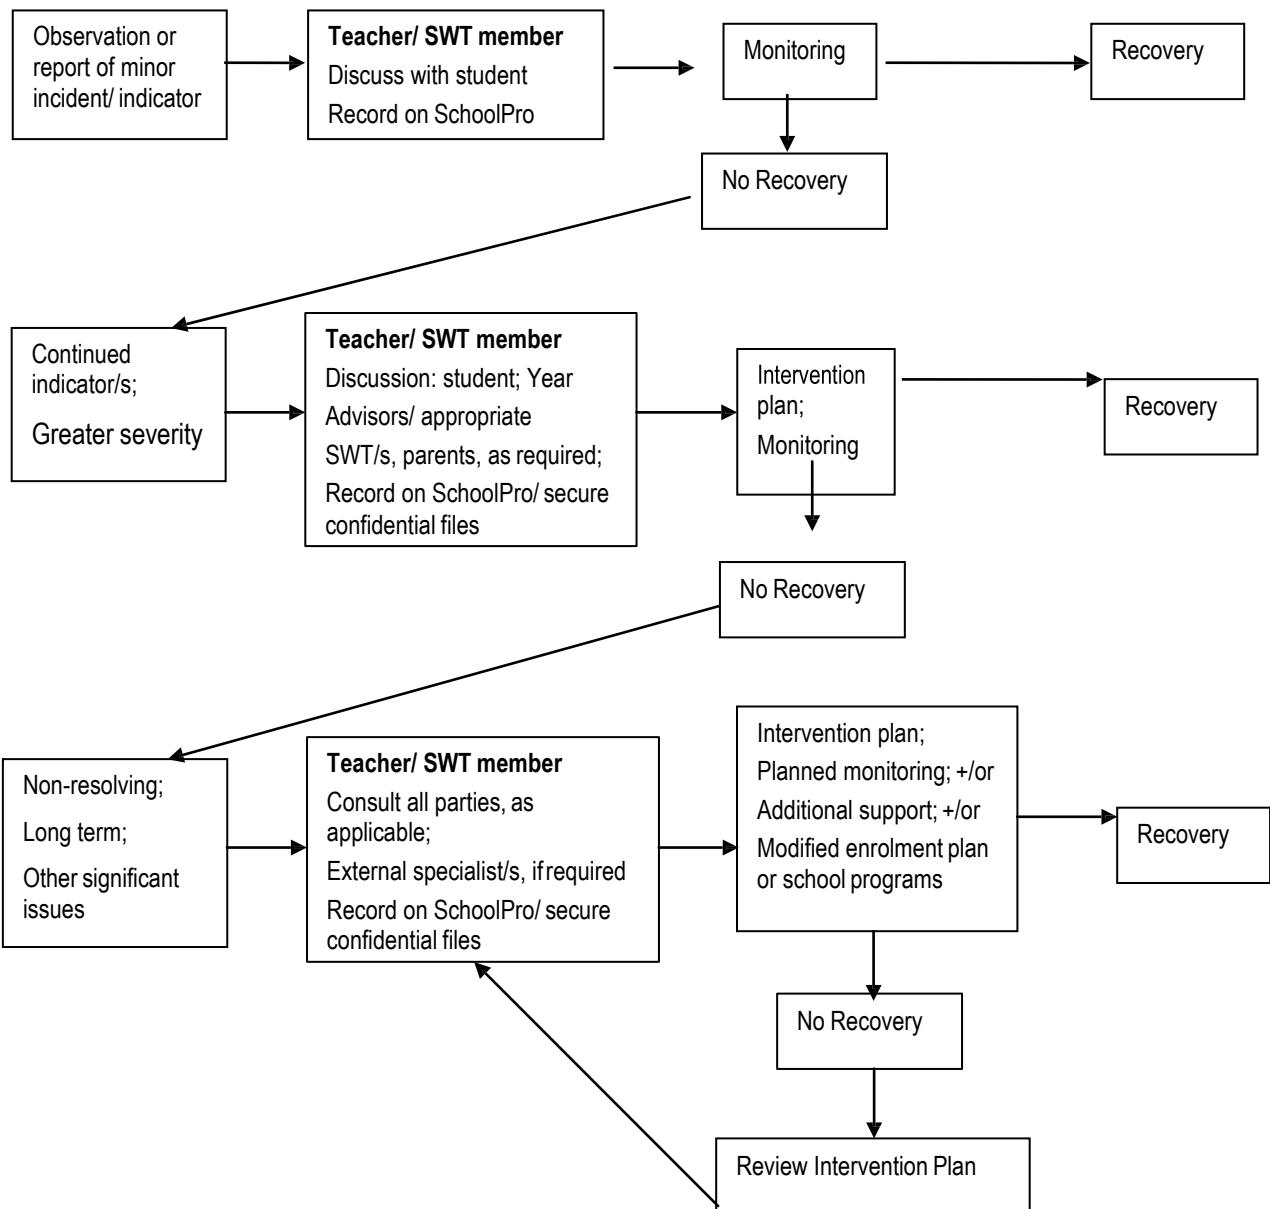 Observation or
report of minor
incident/ indicator
Teacher/ SWT member
Discuss with student
Record on SchoolPro
Monitoring
Recovery
No Recovery
Continued
indicator/s;
Greater severity
Teacher/ SWT member
Discussion: student; Year
Advisors/ appropriate
SWT/s, parents, as required;
Record on SchoolPro/ secure
confidential files
Intervention
plan;
Monitoring
Recovery
No Recovery
Non-resolving;
Long term;
Other significant
issues
Teacher/ SWT member
Consult all parties, as
applicable;
External specialist/s, if required
Record on SchoolPro/ secure
confidential files
Intervention plan;
Planned monitoring; +/or
Additional support; +/or
Modified enrolment plan
or school programs
Recovery
No Recovery
Review Intervention Plan